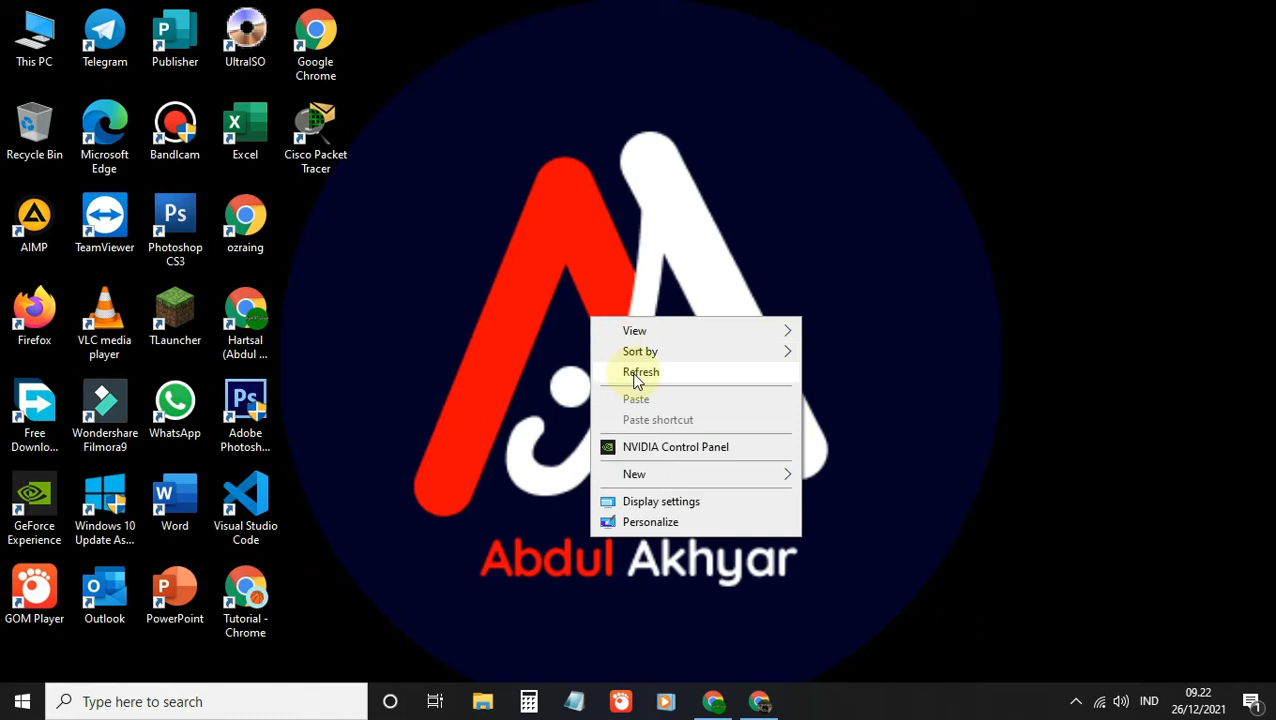 This PC
Telegram
Publisher
UltraISO
Google
Chrome
Recycle Bin
Microsoft
Edge
Bandicam
Excel
Cisco Packet
Tracer
AIMP
TeamViewer
Photoshop
CS3
ozraing
Firefox
VLC media
player
TLauncher
Hartsal
(Abdul ...
Free
Downlo...
Wondershare
Filmora9
WhatsApp
Adobe
Photosh...
GeForce
Experience
Windows 10
Update As...
Word
Visual Studio
Code
GOM Player
Outlook
PowerPoint
Tutorial -
Chrome
View
Sort by
Refresh
Paste
Paste shortcut
NVIDIA Control Panel
New
Display settings
Personalize
Abdul Akhyar
Type here to search
IND
09.22
26/12/2021
1